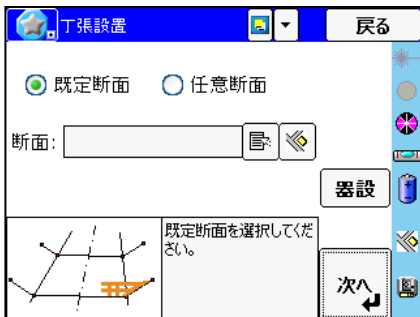 丁張設置
戻る
既定断面 任意断面
断面:
器設
既定断面を選択してくだ
さい。
次へ